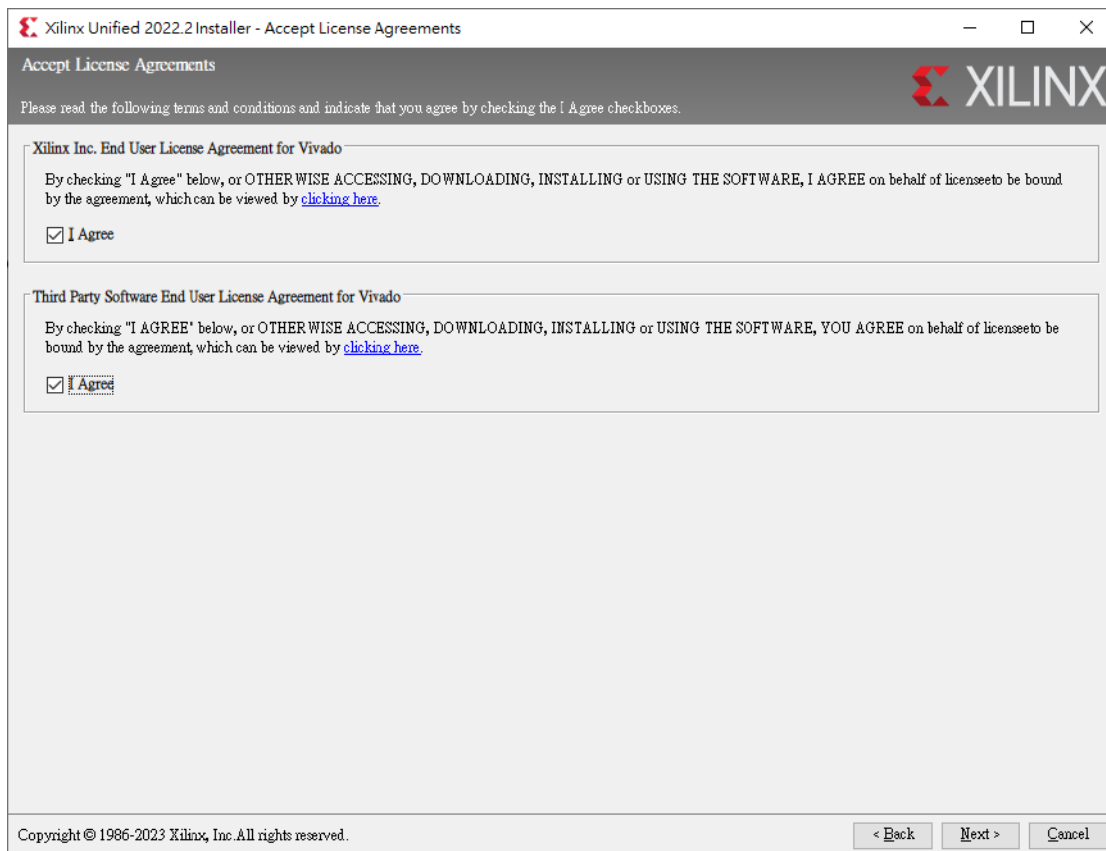 Xilinx Unified 2022.2 Installer - Accept License Agreements
Accept License Agreements
XILINX
Please read the following terms and conditions and indicate that you agree by checking the I Agree checkboxes.
Xilinx Inc. End User License Agreement for Vivado
By checking "I Agree" below, or OTHERWISE ACCESSING, DOWNLOADING, INSTALLING or USING THE SOFTWARE, I AGREE on behalf of licenseeto be bound
by the agreement, which can be viewed by clicking here.
I Agree
Third Party Software End User License Agreement for Vivado
By checking "I AGREE" below, or OTHERWISE ACCESSING, DOWNLOADING, INSTALLING or USING THE SOFTWARE, YOU AGREE on behalf of licenseeto be
bound by the agreement, which can be viewed by clicking here.
I Agree
Copyright © 1986-2023 Xilinx, Inc.All rights reserved.
< Back Next > Cancel